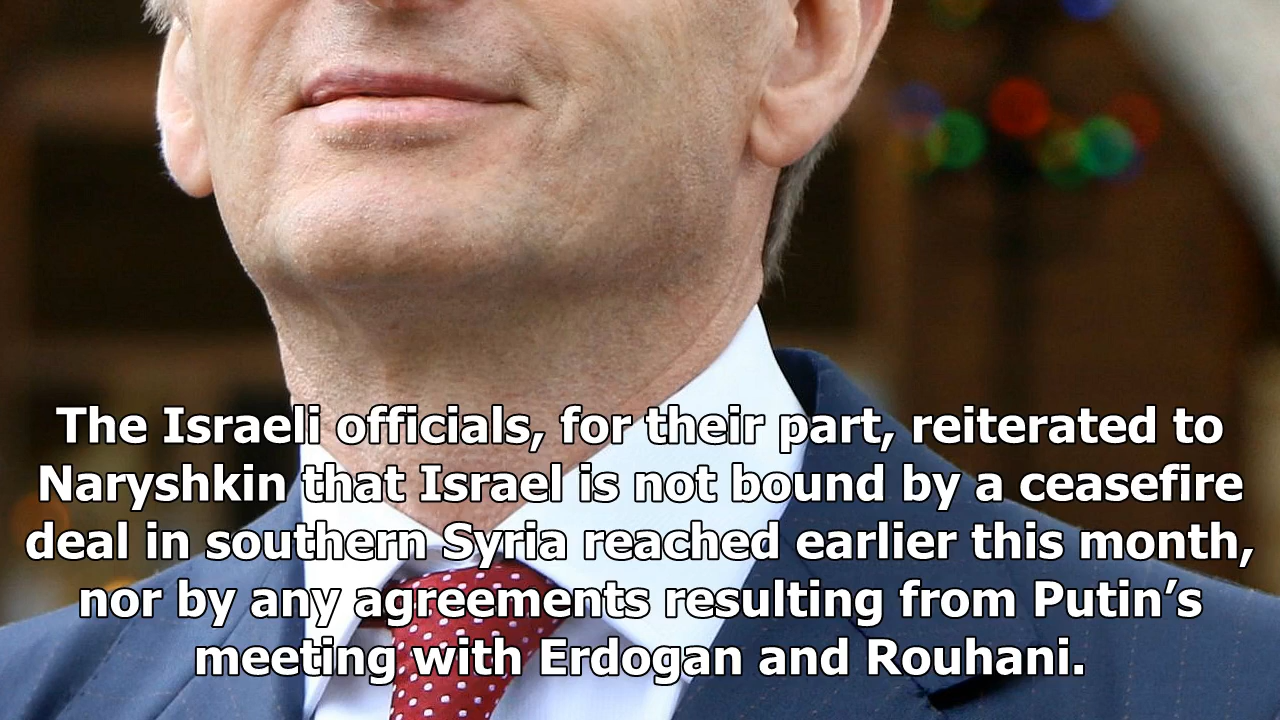 The Israeli officials, for their part, reiterated to
Naryshkin that Israel is not bound by a ceasefire
deal in southern Syria reached earlier this month,
nor by any agreements resulting from Putin’s
meeting with Erdogan and Rouhani.